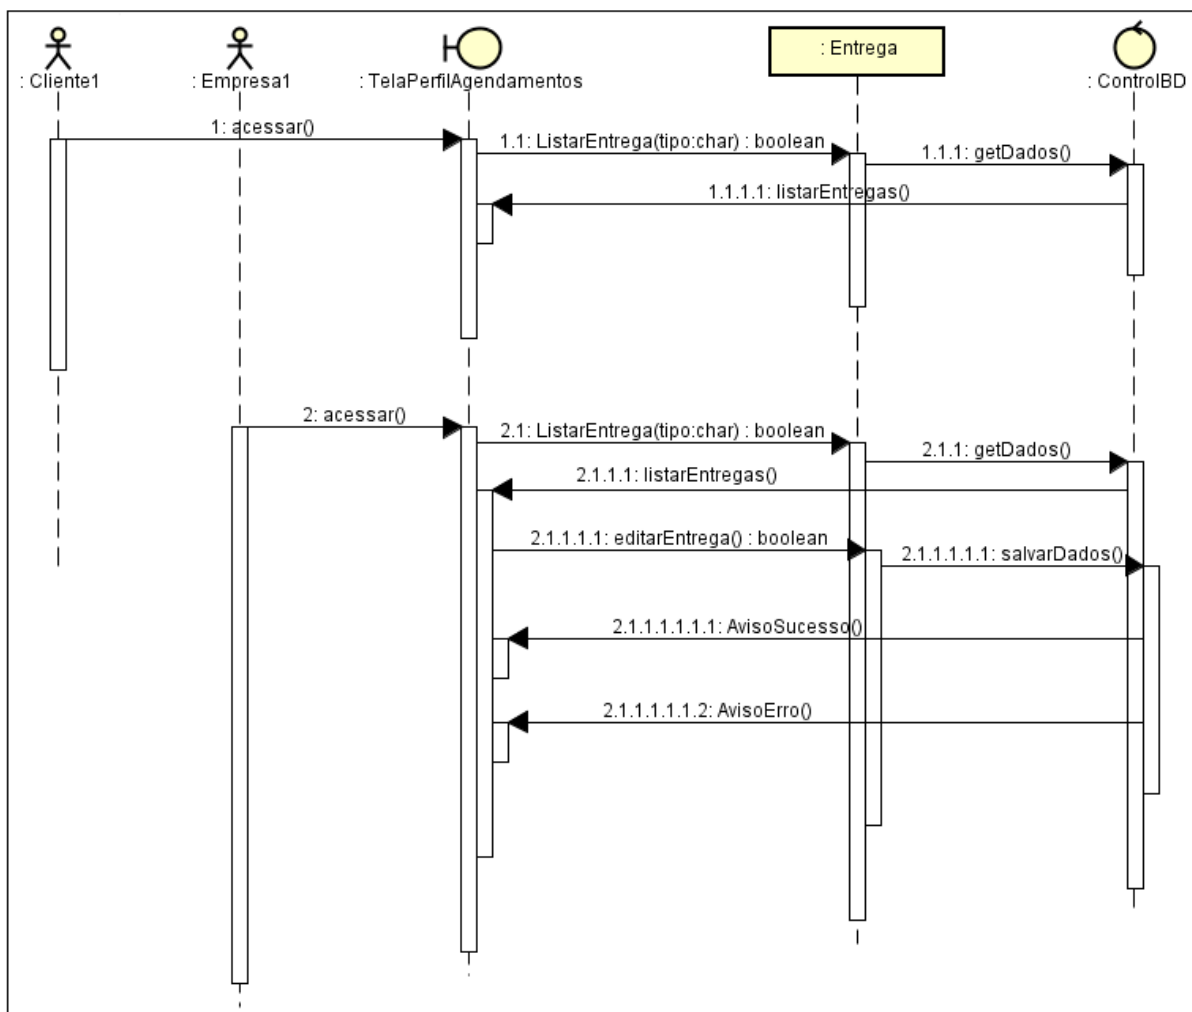 : Cliente1
: Empresa1
: TelaPerfilAgendamentos
: Entrega
: ControlBD
1: acessar()
1.1: ListarEntrega(tipo:char) : boolean
1.1.1: getDados()
1.1.1.1: listarEntregas()
2: acessar()
2.1: ListarEntrega(tipo:char) : boolean
2.1.1: getDados()
2.1.1.1: listarEntregas()
2.1.1.1.1: editarEntrega() : boolean
2.1.1.1.1.1: salvarDados()
2.1.1.1.1.1.1: AvisoSucesso()
2.1.1.1.1.1.2: AvisoErro()